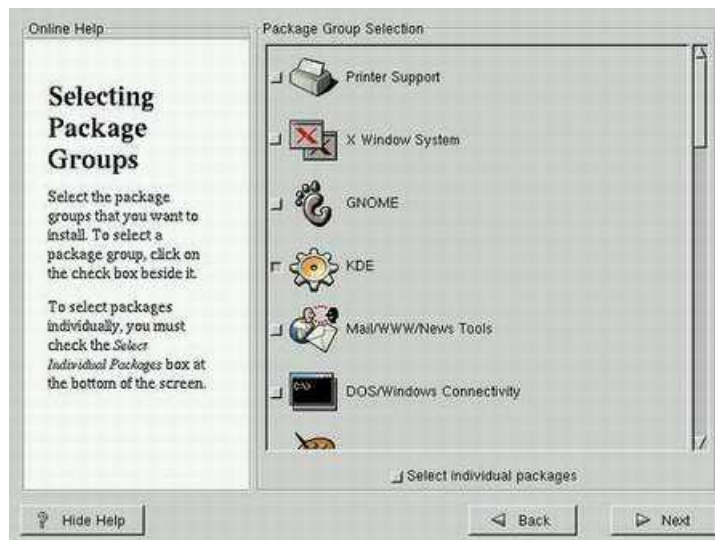 Online Help
Selecting
Package
Groups
Select the package
groups that you want to
install. To select a
package group, click on
the check box beside it.
To select packages
individually, you must
check the Select
Individual Packages box at
the bottom of the screen.
Package Group Selection
Printer Support
X Window System
GNOME
KDE
Mail/WWW/News Tools
C:\>
DOS/Windows Connectivity
Select individual packages
? Hide Help
Back
Next